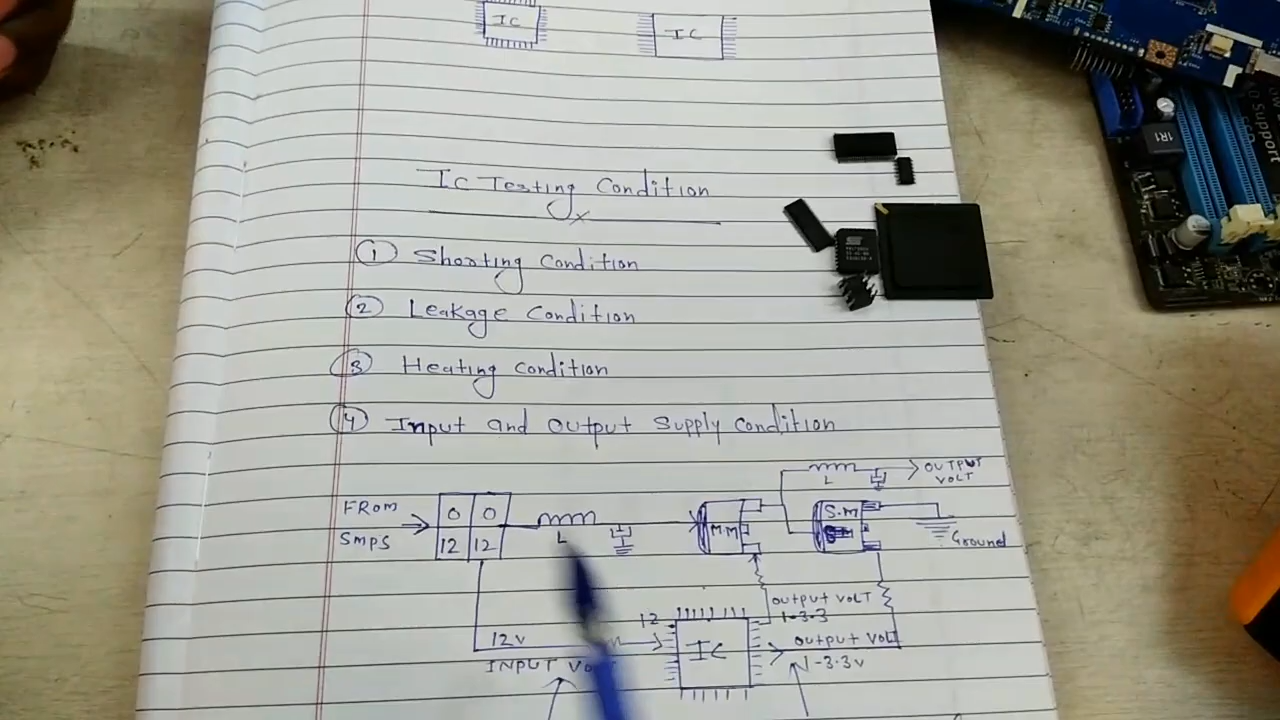 IC IC
IC Testing Condition
1 Shorting Condition
2 Leakage Condition
3 Heating Condition
4 Input and Output Supply Condition
OUTPUT
VOLT
L
FROM
SMPS
0 0
12 12
L
M.M
S.M
Ground
OUTPUT VOLT
1-3.3
12
12V
IC
OUTPUT VOLT
1-3.3V
INPUT
1R1
Support